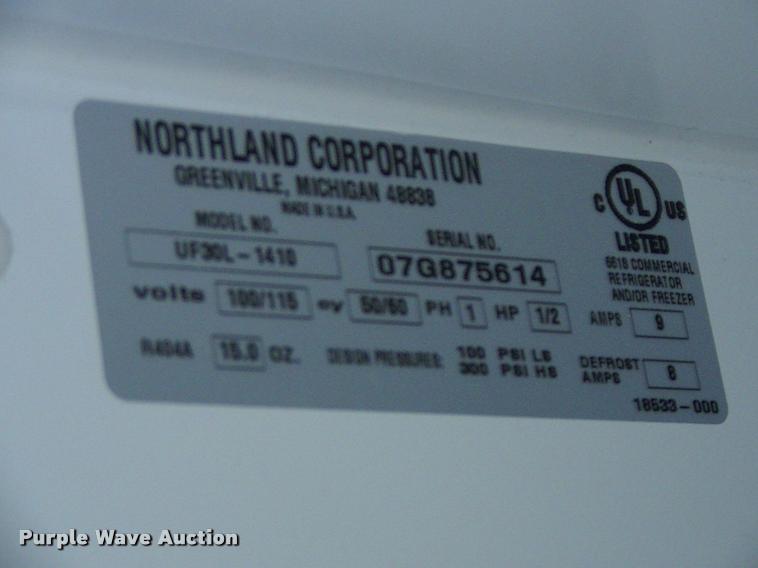 NORTHLAND CORPORATION
GREENVILLE, MICHIGAN 48838
MADE IN U.S.A.
C UL US
LISTED
6618 COMMERCIAL
REFRIGERATOR
AND/OR FREEZER
MODEL NO. SERIAL NO.
UF30L-1410 07G875614
volts 100/115 cy 50/60 PH 1 HP 1/2 AMPS 9
R404A 15.0 OZ. DESIGN PRESSURES: 100 PSI LS
300 PSI HS
DEFROST
AMPS 8
18533-000
Purple Wave Auction